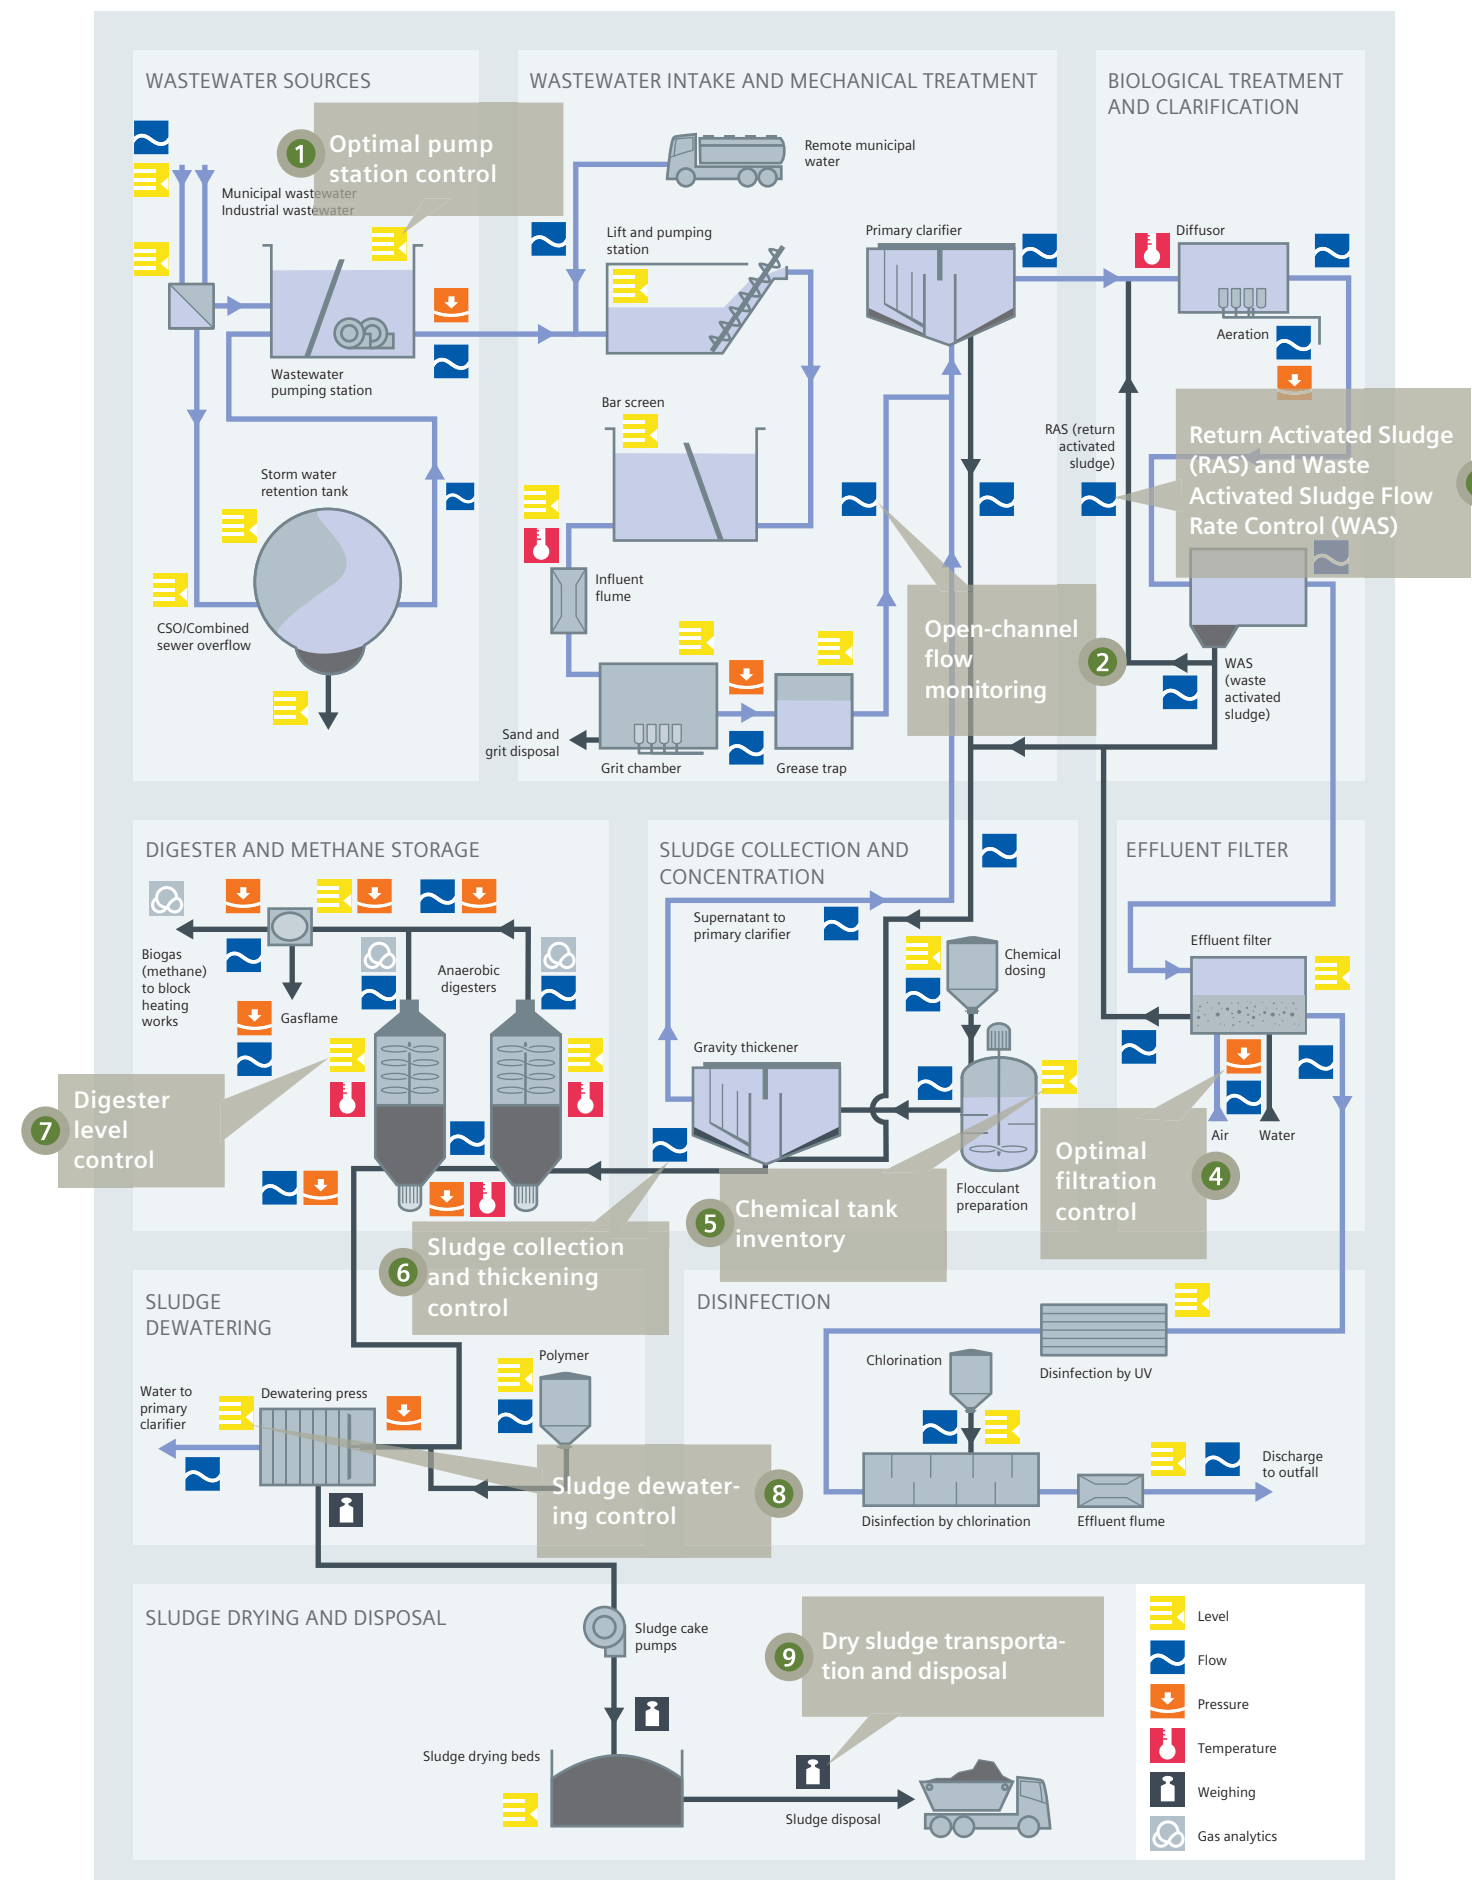 WASTEWATER SOURCES
1
Optimal pump
station control
Municipal wastewater
Industrial wastewater
Wastewater
pumping station
Storm water
retention tank
CSO/Combined
sewer overflow
WASTEWATER INTAKE AND MECHANICAL TREATMENT
Remote municipal
water
Lift and pumping
station
Primary clarifier
Bar screen
Influent
flume
Open-channel
flow
monitoring
2
Sand and
grit disposal
Grit chamber
Grease trap
BIOLOGICAL TREATMENT
AND CLARIFICATION
Diffusor
Aeration
RAS (return
activated
sludge)
Return Activated Sludge
(RAS) and Waste
Activated Sludge Flow
Rate Control (WAS)
WAS
(waste
activated
sludge)
DIGESTER AND METHANE STORAGE
Biogas
(methane)
to block
heating
works
Gasflame
Anaerobic
digesters
7
Digester
level
control
SLUDGE COLLECTION AND
CONCENTRATION
Supernatant to
primary clarifier
Chemical
dosing
Gravity thickener
Flocculant
preparation
5
Chemical tank
inventory
6
Sludge collection
and thickening
control
EFFLUENT FILTER
Effluent filter
Air
Water
Optimal
filtration
control
4
SLUDGE
DEWATERING
Polymer
Water to
primary
clarifier
Dewatering press
Sludge dewater-
ing control
8
DISINFECTION
Disinfection by UV
Chlorination
Disinfection by chlorination
Effluent flume
Discharge
to outfall
SLUDGE DRYING AND DISPOSAL
Sludge cake
pumps
9
Dry sludge transporta-
tion and disposal
Sludge drying beds
Sludge disposal
Level
Flow
Pressure
Temperature
Weighing
Gas analytics